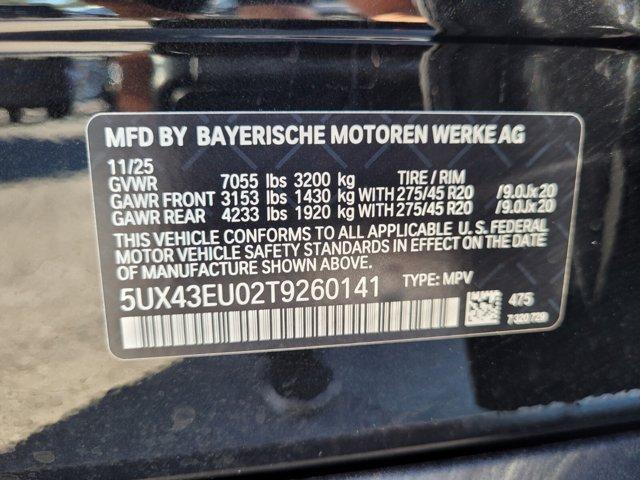 MFD BY BAYERISCHE MOTOREN WERKE AG
11/25
GVWR 7055 lbs 3200 kg TIRE / RIM
GAWR FRONT 3153 lbs 1430 kg WITH 275/45 R20 /9.0Jx20
GAWR REAR 4233 lbs 1920 kg WITH 275/45 R20 /9.0Jx20
THIS VEHICLE CONFORMS TO ALL APPLICABLE U. S. FEDERAL
MOTOR VEHICLE SAFETY STANDARDS IN EFFECT ON THE DATE
OF MANUFACTURE SHOWN ABOVE.
5UX43EU02T9260141 TYPE: MPV
475
7 320 729